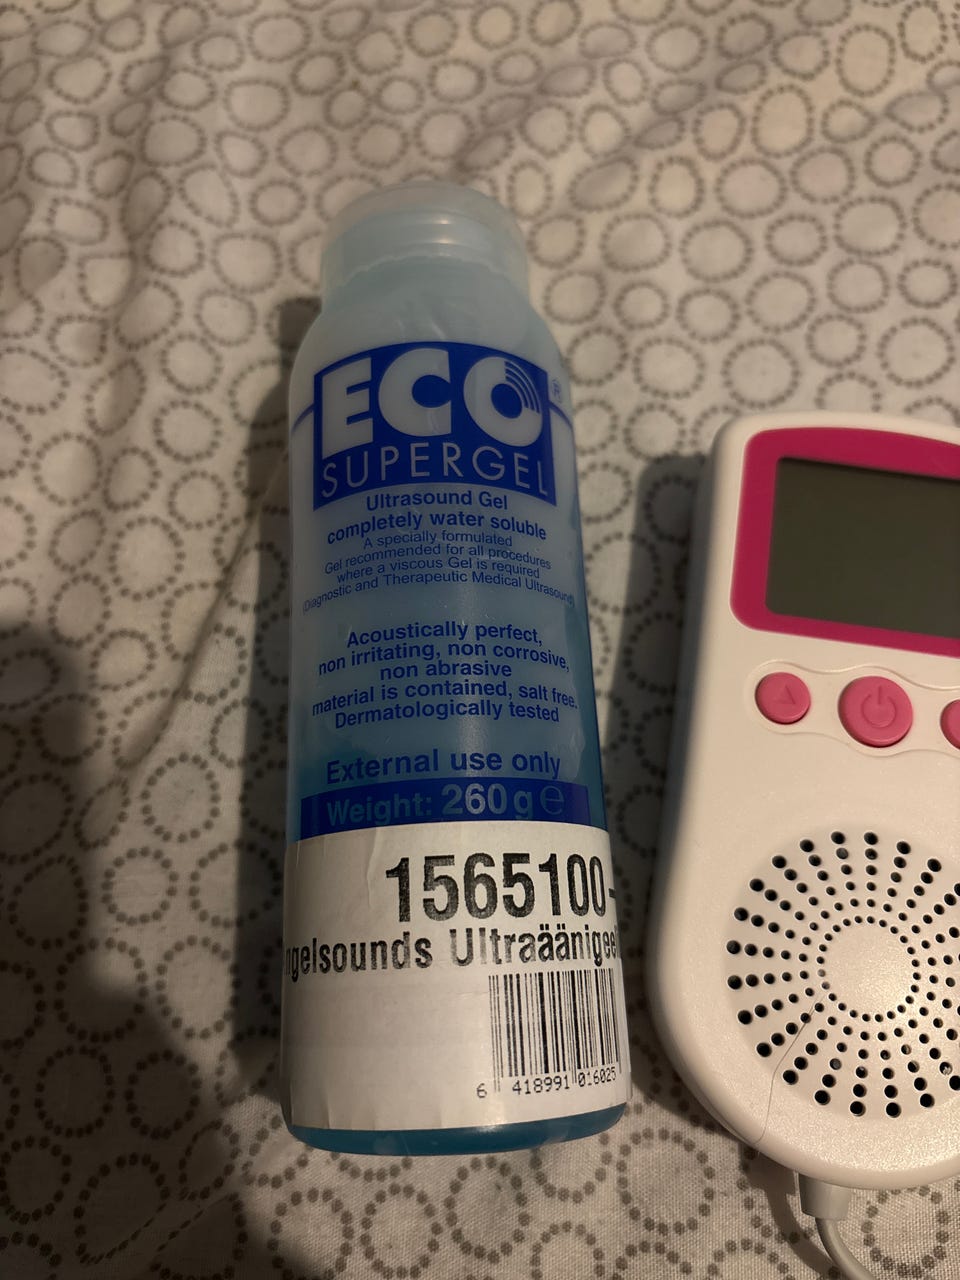 ECO ®
SUPERGEL
Ultrasound Gel
completely water soluble
A specially formulated
Gel recommended for all procedures
where a viscous Gel is required
(Diagnostic and Therapeutic Medical Ultrasound)
Acoustically perfect,
non irritating, non corrosive,
non abrasive
material is contained, salt free.
Dermatologically tested
External use only
Weight: 260 g ℮
1565100-
ngelsounds Ultraäänigee
6 418991 016025